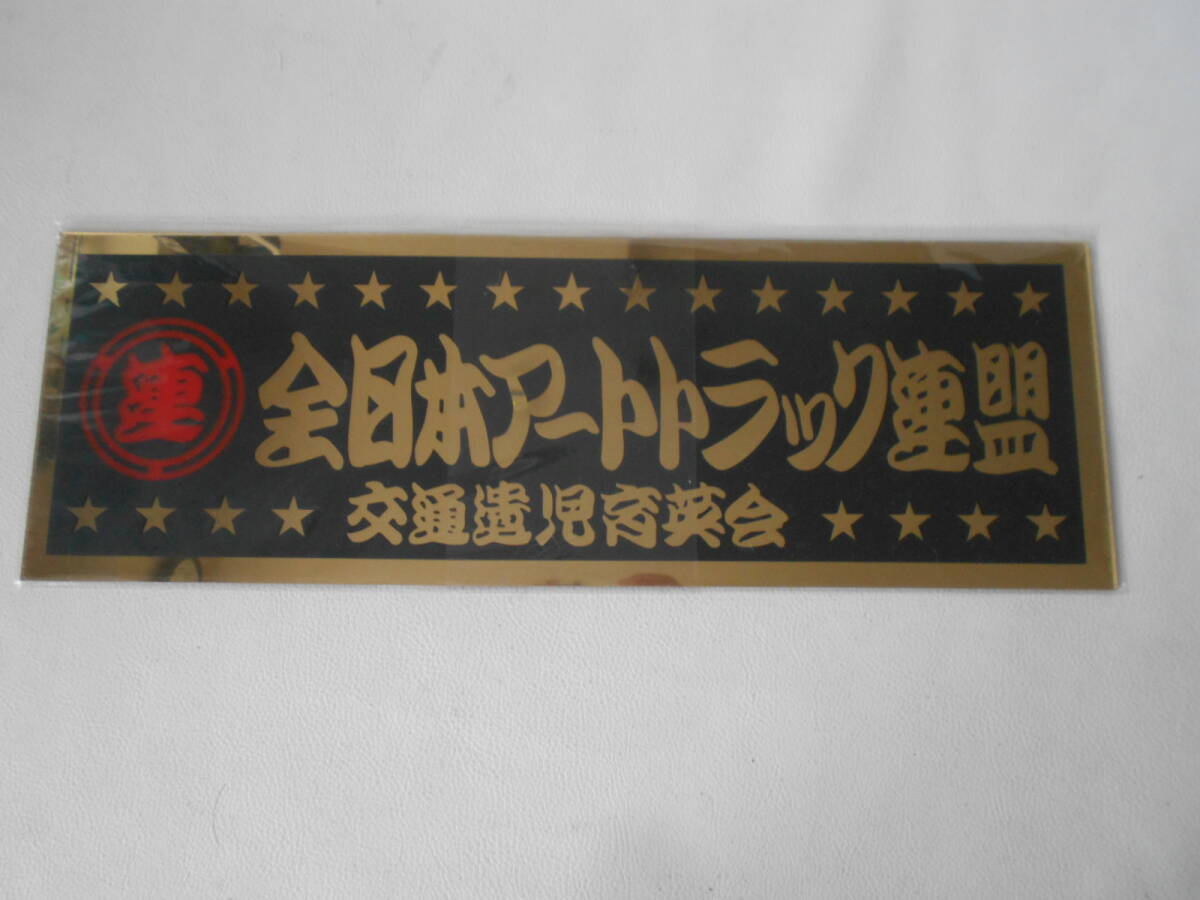 連
全日本アートトラック連盟
交通遺児育英会